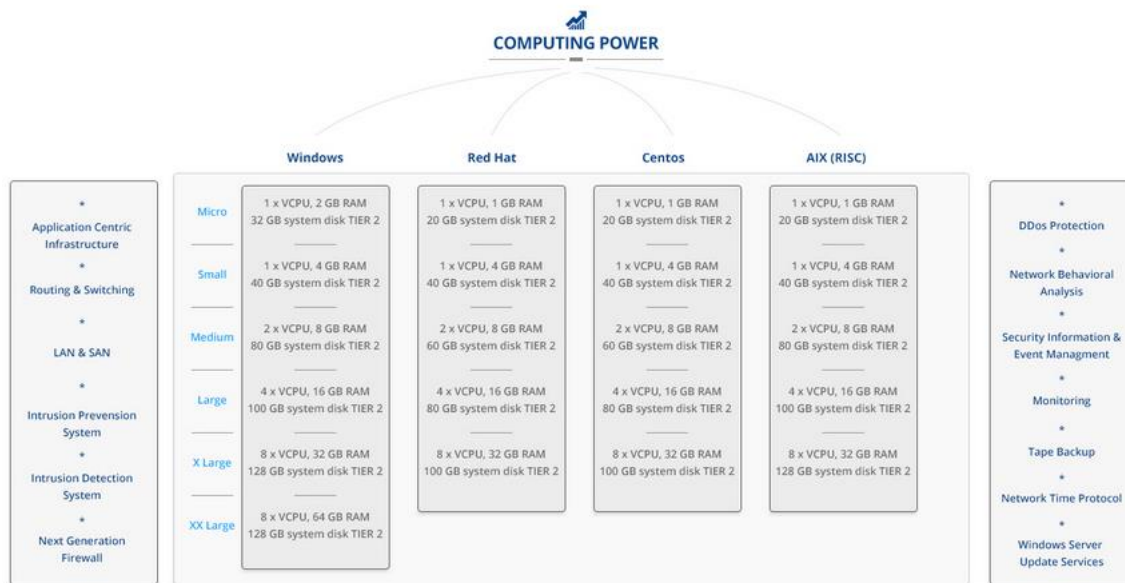 COMPUTING POWER
Windows
Red Hat
Centos
AIX (RISC)
*
Application Centric
Infrastructure
*
Routing & Switching
*
LAN & SAN
*
Intrusion Prevension
System
*
Intrusion Detection
System
*
Next Generation
Firewall
Micro
1 x VCPU, 2 GB RAM
32 GB system disk TIER 2
1 x VCPU, 1 GB RAM
20 GB system disk TIER 2
1 x VCPU, 1 GB RAM
20 GB system disk TIER 2
1 x VCPU, 1 GB RAM
20 GB system disk TIER 2
Small
1 x VCPU, 4 GB RAM
40 GB system disk TIER 2
1 x VCPU, 4 GB RAM
40 GB system disk TIER 2
1 x VCPU, 4 GB RAM
40 GB system disk TIER 2
1 x VCPU, 4 GB RAM
40 GB system disk TIER 2
Medium
2 x VCPU, 8 GB RAM
80 GB system disk TIER 2
2 x VCPU, 8 GB RAM
60 GB system disk TIER 2
2 x VCPU, 8 GB RAM
60 GB system disk TIER 2
2 x VCPU, 8 GB RAM
80 GB system disk TIER 2
Large
4 x VCPU, 16 GB RAM
100 GB system disk TIER 2
4 x VCPU, 16 GB RAM
80 GB system disk TIER 2
4 x VCPU, 16 GB RAM
80 GB system disk TIER 2
4 x VCPU, 16 GB RAM
100 GB system disk TIER 2
X Large
8 x VCPU, 32 GB RAM
128 GB system disk TIER 2
8 x VCPU, 32 GB RAM
100 GB system disk TIER 2
8 x VCPU, 32 GB RAM
100 GB system disk TIER 2
8 x VCPU, 32 GB RAM
128 GB system disk TIER 2
XX Large
8 x VCPU, 64 GB RAM
128 GB system disk TIER 2
*
DDos Protection
*
Network Behavioral
Analysis
*
Security Information &
Event Managment
*
Monitoring
*
Tape Backup
*
Network Time Protocol
*
Windows Server
Update Services